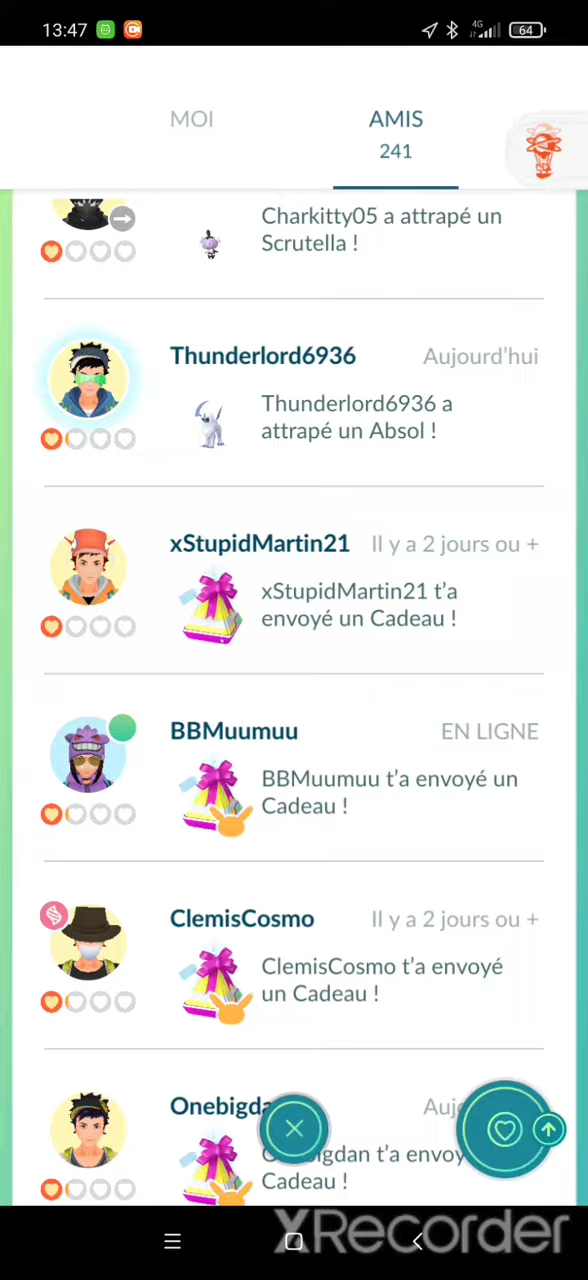 13:47
4G
64
MOI
AMIS
241
Charkitty05 a attrapé un
Scrutella !
Thunderlord6936
Aujourd'hui
Thunderlord6936 a
attrapé un Absol !
xStupidMartin21
Il y a 2 jours ou +
xStupidMartin21 t'a
envoyé un Cadeau !
BBMuumuu
EN LIGNE
BBMuumuu t'a envoyé un
Cadeau !
ClemisCosmo
Il y a 2 jours ou +
ClemisCosmo t'a envoyé
un Cadeau !
t'a
Cadeau !
XRecorder